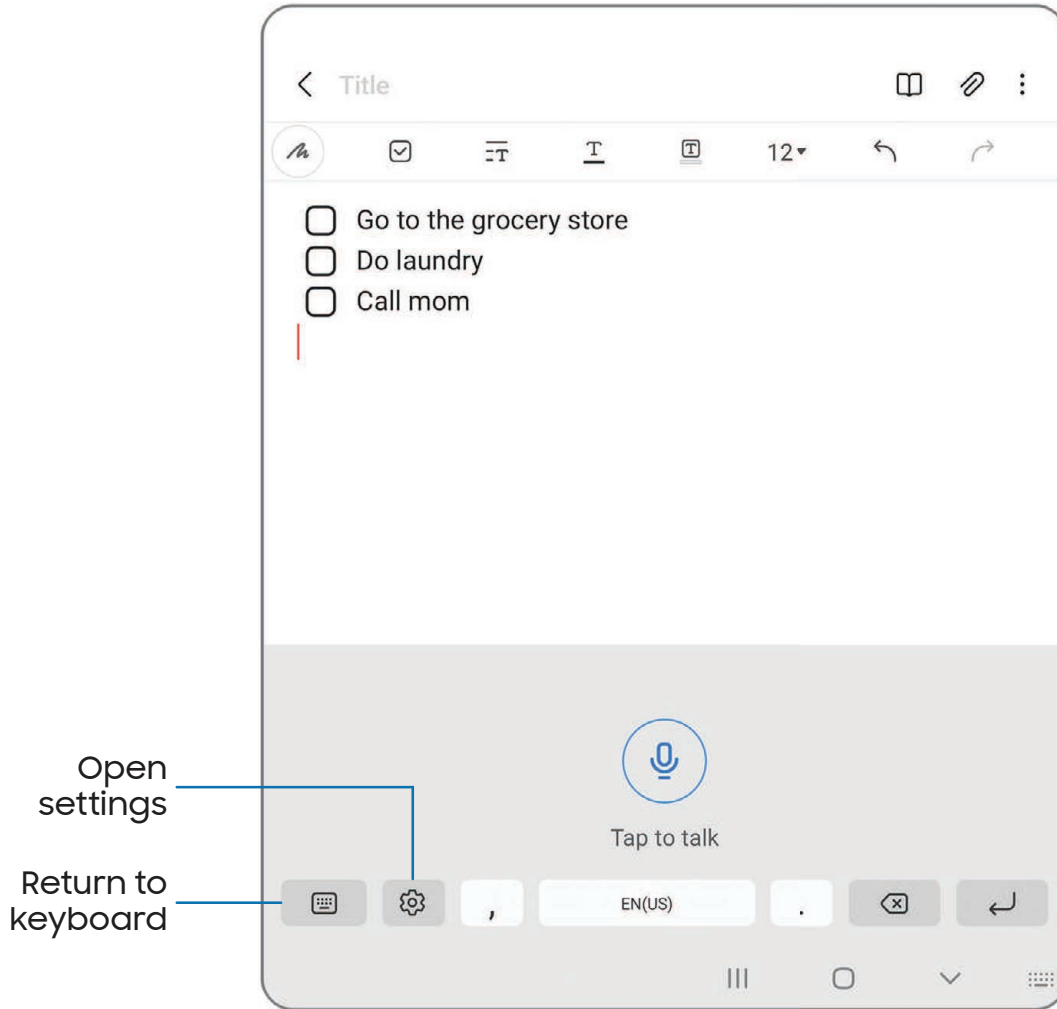 Title
12
Go to the grocery store
Do laundry
Call mom
Open
settings
Tap to talk
Return to
keyboard
, EN(US) .